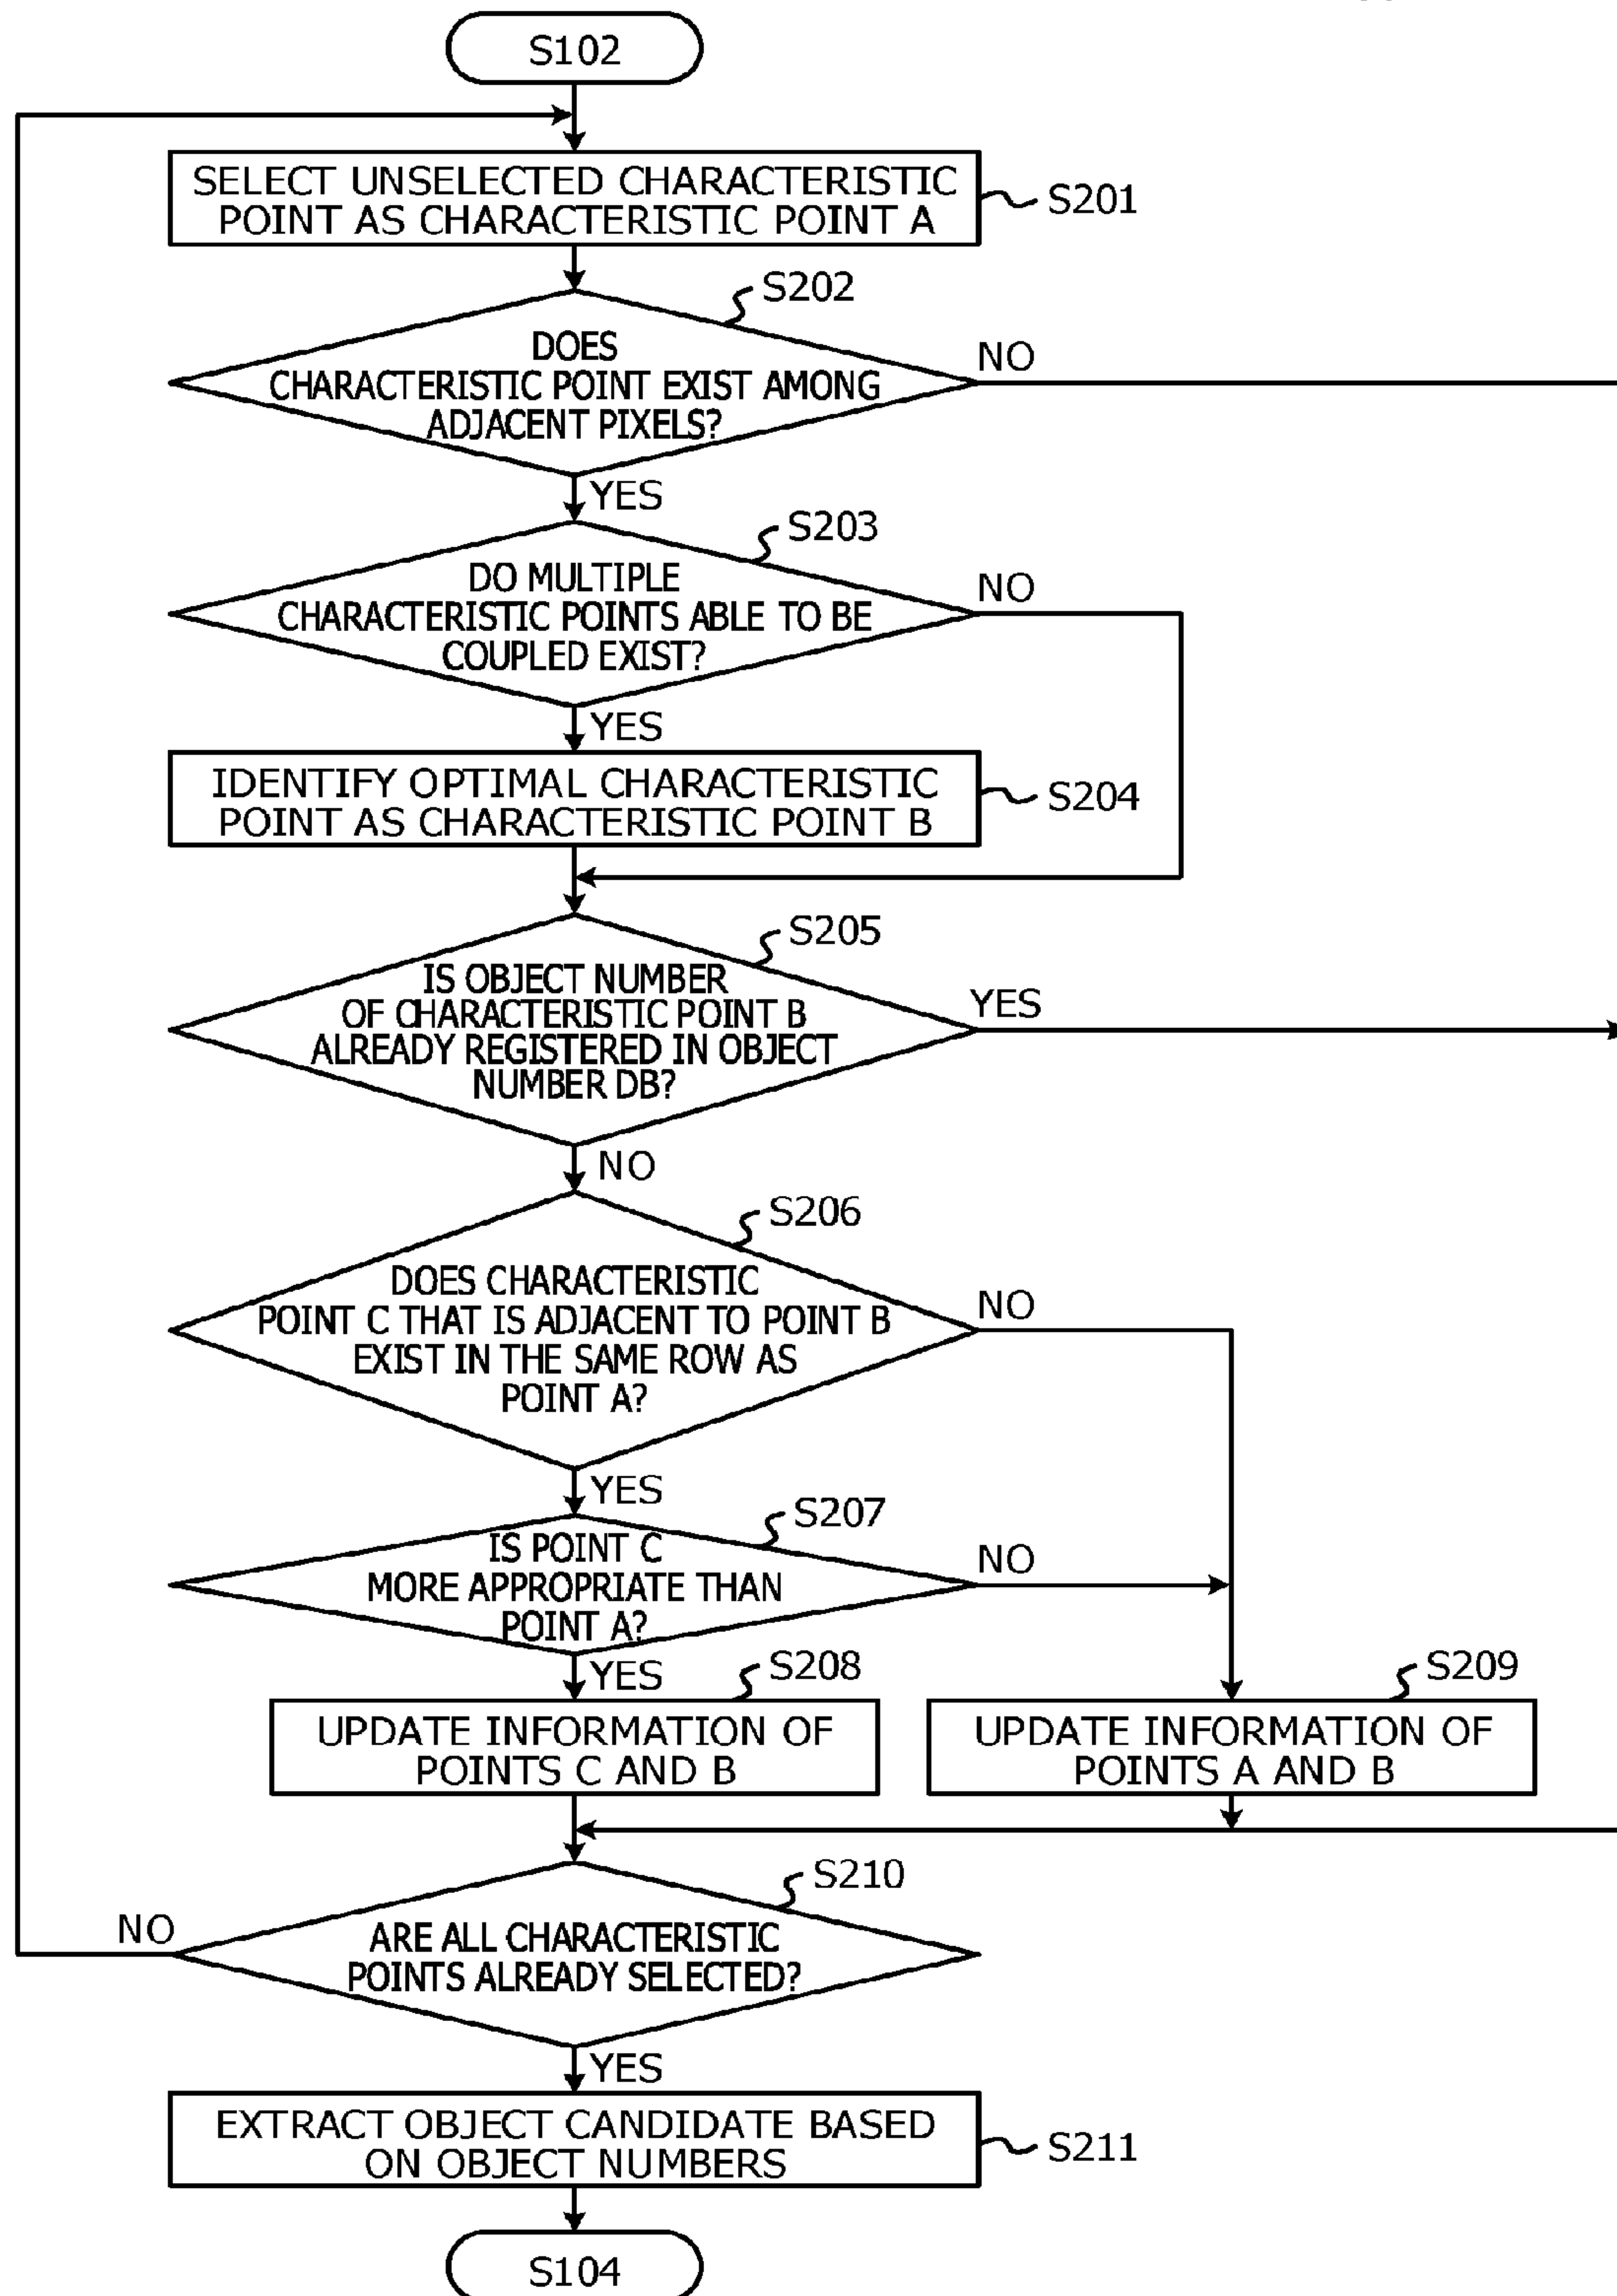 S102
SELECT UNSELECTED CHARACTERISTIC
POINT AS CHARACTERISTIC POINT A
S201
S202
DOES
CHARACTERISTIC POINT EXIST AMONG
ADJACENT PIXELS?
NO
YES
S203
DO MULTIPLE
CHARACTERISTIC POINTS ABLE TO BE
COUPLED EXIST?
NO
YES
IDENTIFY OPTIMAL CHARACTERISTIC
POINT AS CHARACTERISTIC POINT B
S204
S205
IS OBJECT NUMBER
OF CHARACTERISTIC POINT B
ALREADY REGISTERED IN OBJECT
NUMBER DB?
YES
NO
S206
DOES CHARACTERISTIC
POINT C THAT IS ADJACENT TO POINT B
EXIST IN THE SAME ROW AS
POINT A?
NO
YES
S207
IS POINT C
MORE APPROPRIATE THAN
POINT A?
NO
YES
S208
UPDATE INFORMATION OF
POINTS C AND B
S209
UPDATE INFORMATION OF
POINTS A AND B
S210
ARE ALL CHARACTERISTIC
POINTS ALREADY SELECTED?
NO
YES
EXTRACT OBJECT CANDIDATE BASED
ON OBJECT NUMBERS
S211
S104